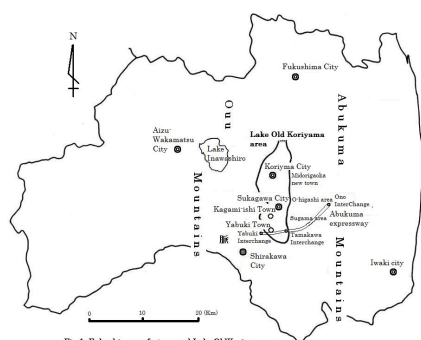 N
Fukushima City
Ouu
Mountains
Abukuma
Mountains
Lake Old Koriyama
area
Aizu-
Wakamatsu
City
Lake
Inawashiro
Koriyama City
Midorigaoka
new town
Sukagawa City
O-higashi area
Ono
InterChange
Kagami-ishi Town
Sugama area
Abukuma
expressway
Yabuki Town
Yabuki
Interchange
Tamakawa
Interchange
Shirakawa
City
Iwaki city
0
10
20 (Km)